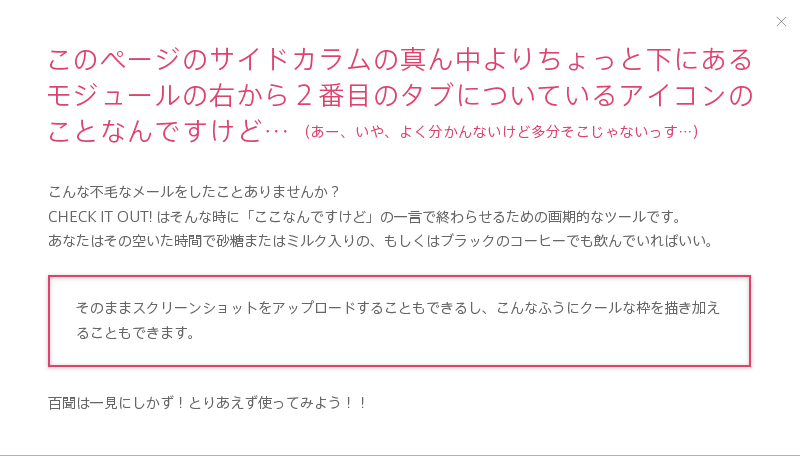 このページのサイドカラムの真ん中よりちょっと下にある
モジュールの右から２番目のタブについているアイコンの
ことなんですけど… （あー、いや、よく分かんないけど多分そこじゃないっす…）
こんな不毛なメールをしたことありませんか？
CHECK IT OUT! はそんな時に「ここなんですけど」の一言で終わらせるための画期的なツールです。
あなたはその空いた時間で砂糖またはミルク入りの、もしくはブラックのコーヒーでも飲んでいればいい。
そのままスクリーンショットをアップロードすることもできるし、こんなふうにクールな枠を描き加え
ることもできます。
百聞は一見にしかず！とりあえず使ってみよう！！